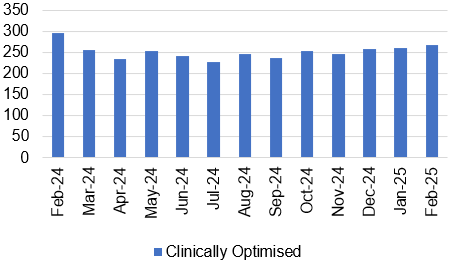 350
300
250
200
150
100
50
0
Feb-24
Mar-24
Apr-24
May-24
Jun-24
Jul-24
Aug-24
Sep-24
Oct-24
Nov-24
Dec-24
Jan-25
Feb-25
Clinically Optimised